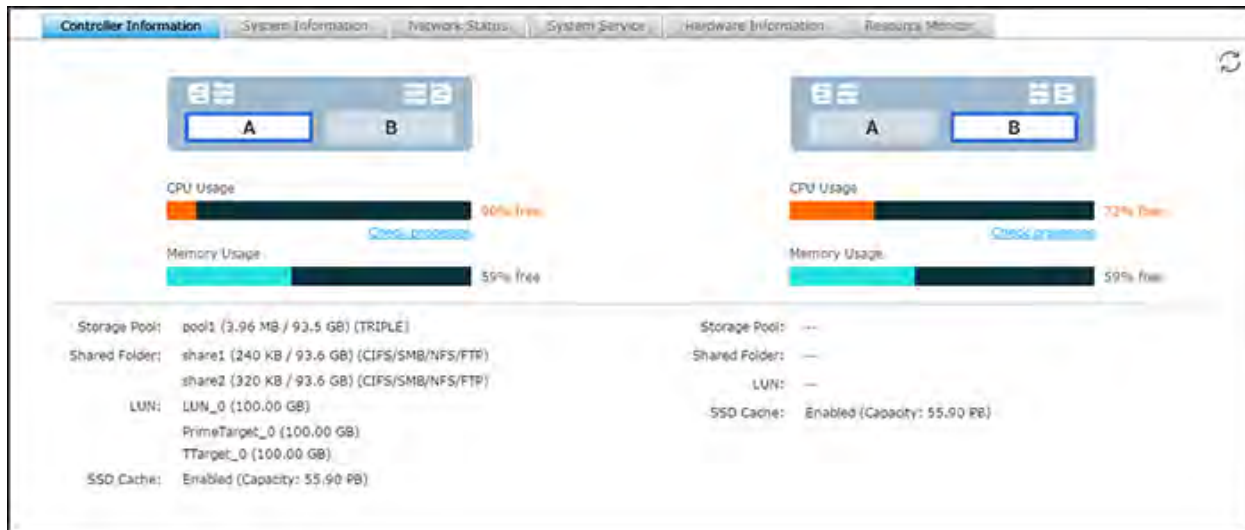 Controller Information System Information Network Status System Service Hardware Information Resource Monitor
A B
CPU Usage
90% free
Check processes
Memory Usage
59% free
Storage Pool: pool1 (3.96 MB / 93.5 GB) (TRIPLE)
Shared Folder: share1 (240 KB / 93.6 GB) (CIFS/SMB/NFS/FTP)
share2 (320 KB / 93.6 GB) (CIFS/SMB/NFS/FTP)
LUN: LUN_0 (100.00 GB)
PrimeTarget_0 (100.00 GB)
TTarget_0 (100.00 GB)
SSD Cache: Enabled (Capacity: 55.90 PB)
A B
CPU Usage
72% free
Check processes
Memory Usage
59% free
Storage Pool: --
Shared Folder: --
LUN: --
SSD Cache: Enabled (Capacity: 55.90 PB)